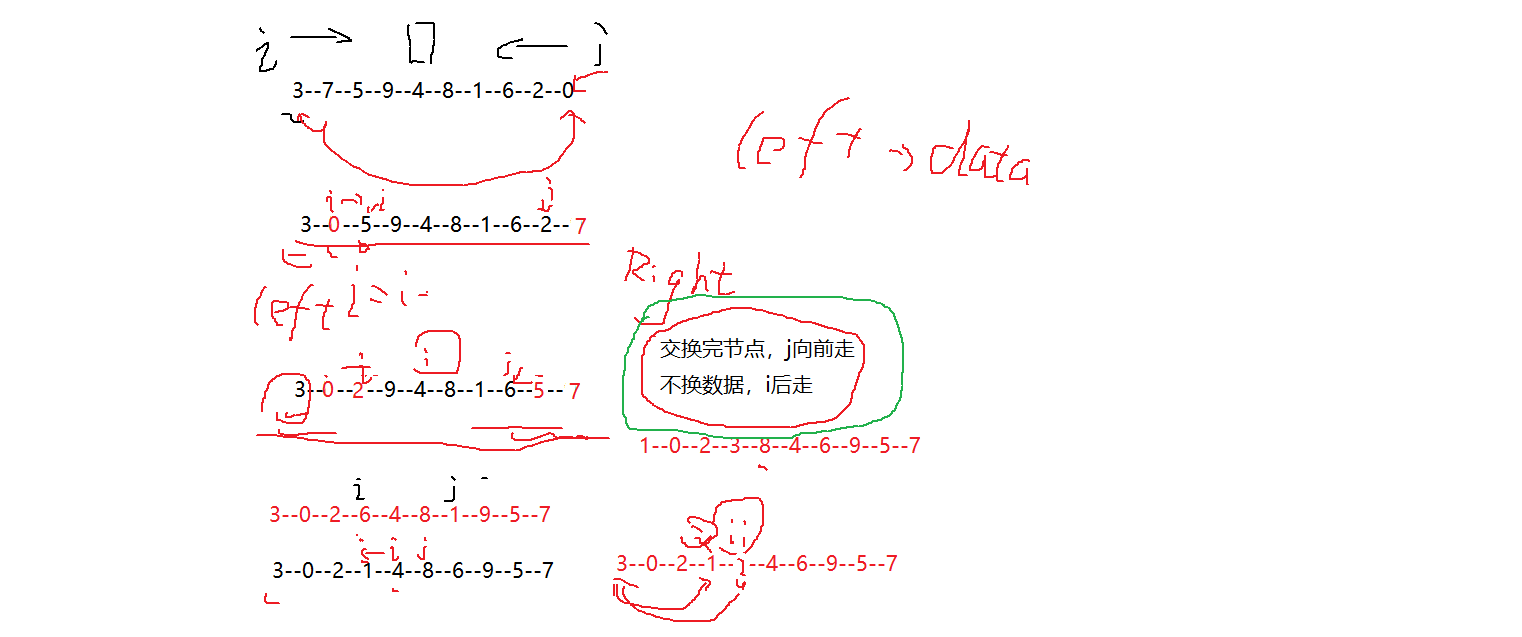 i → ← j
3--7--5--9--4--8--1--6--2--0
left → data
i → i j
3--0--5--9--4--8--1--6--2--7
Right
left i = i -
i i j
交换完节点，j向前走
不换数据，i后走
3--0--2--9--4--8--1--6--5--7
1--0--2--3--8--4--6--9--5--7
i j
3--0--2--6--4--8--1--9--5--7
i j
3--0--2--1--4--8--6--9--5--7
3--0--2--1-- --4--6--9--5--7